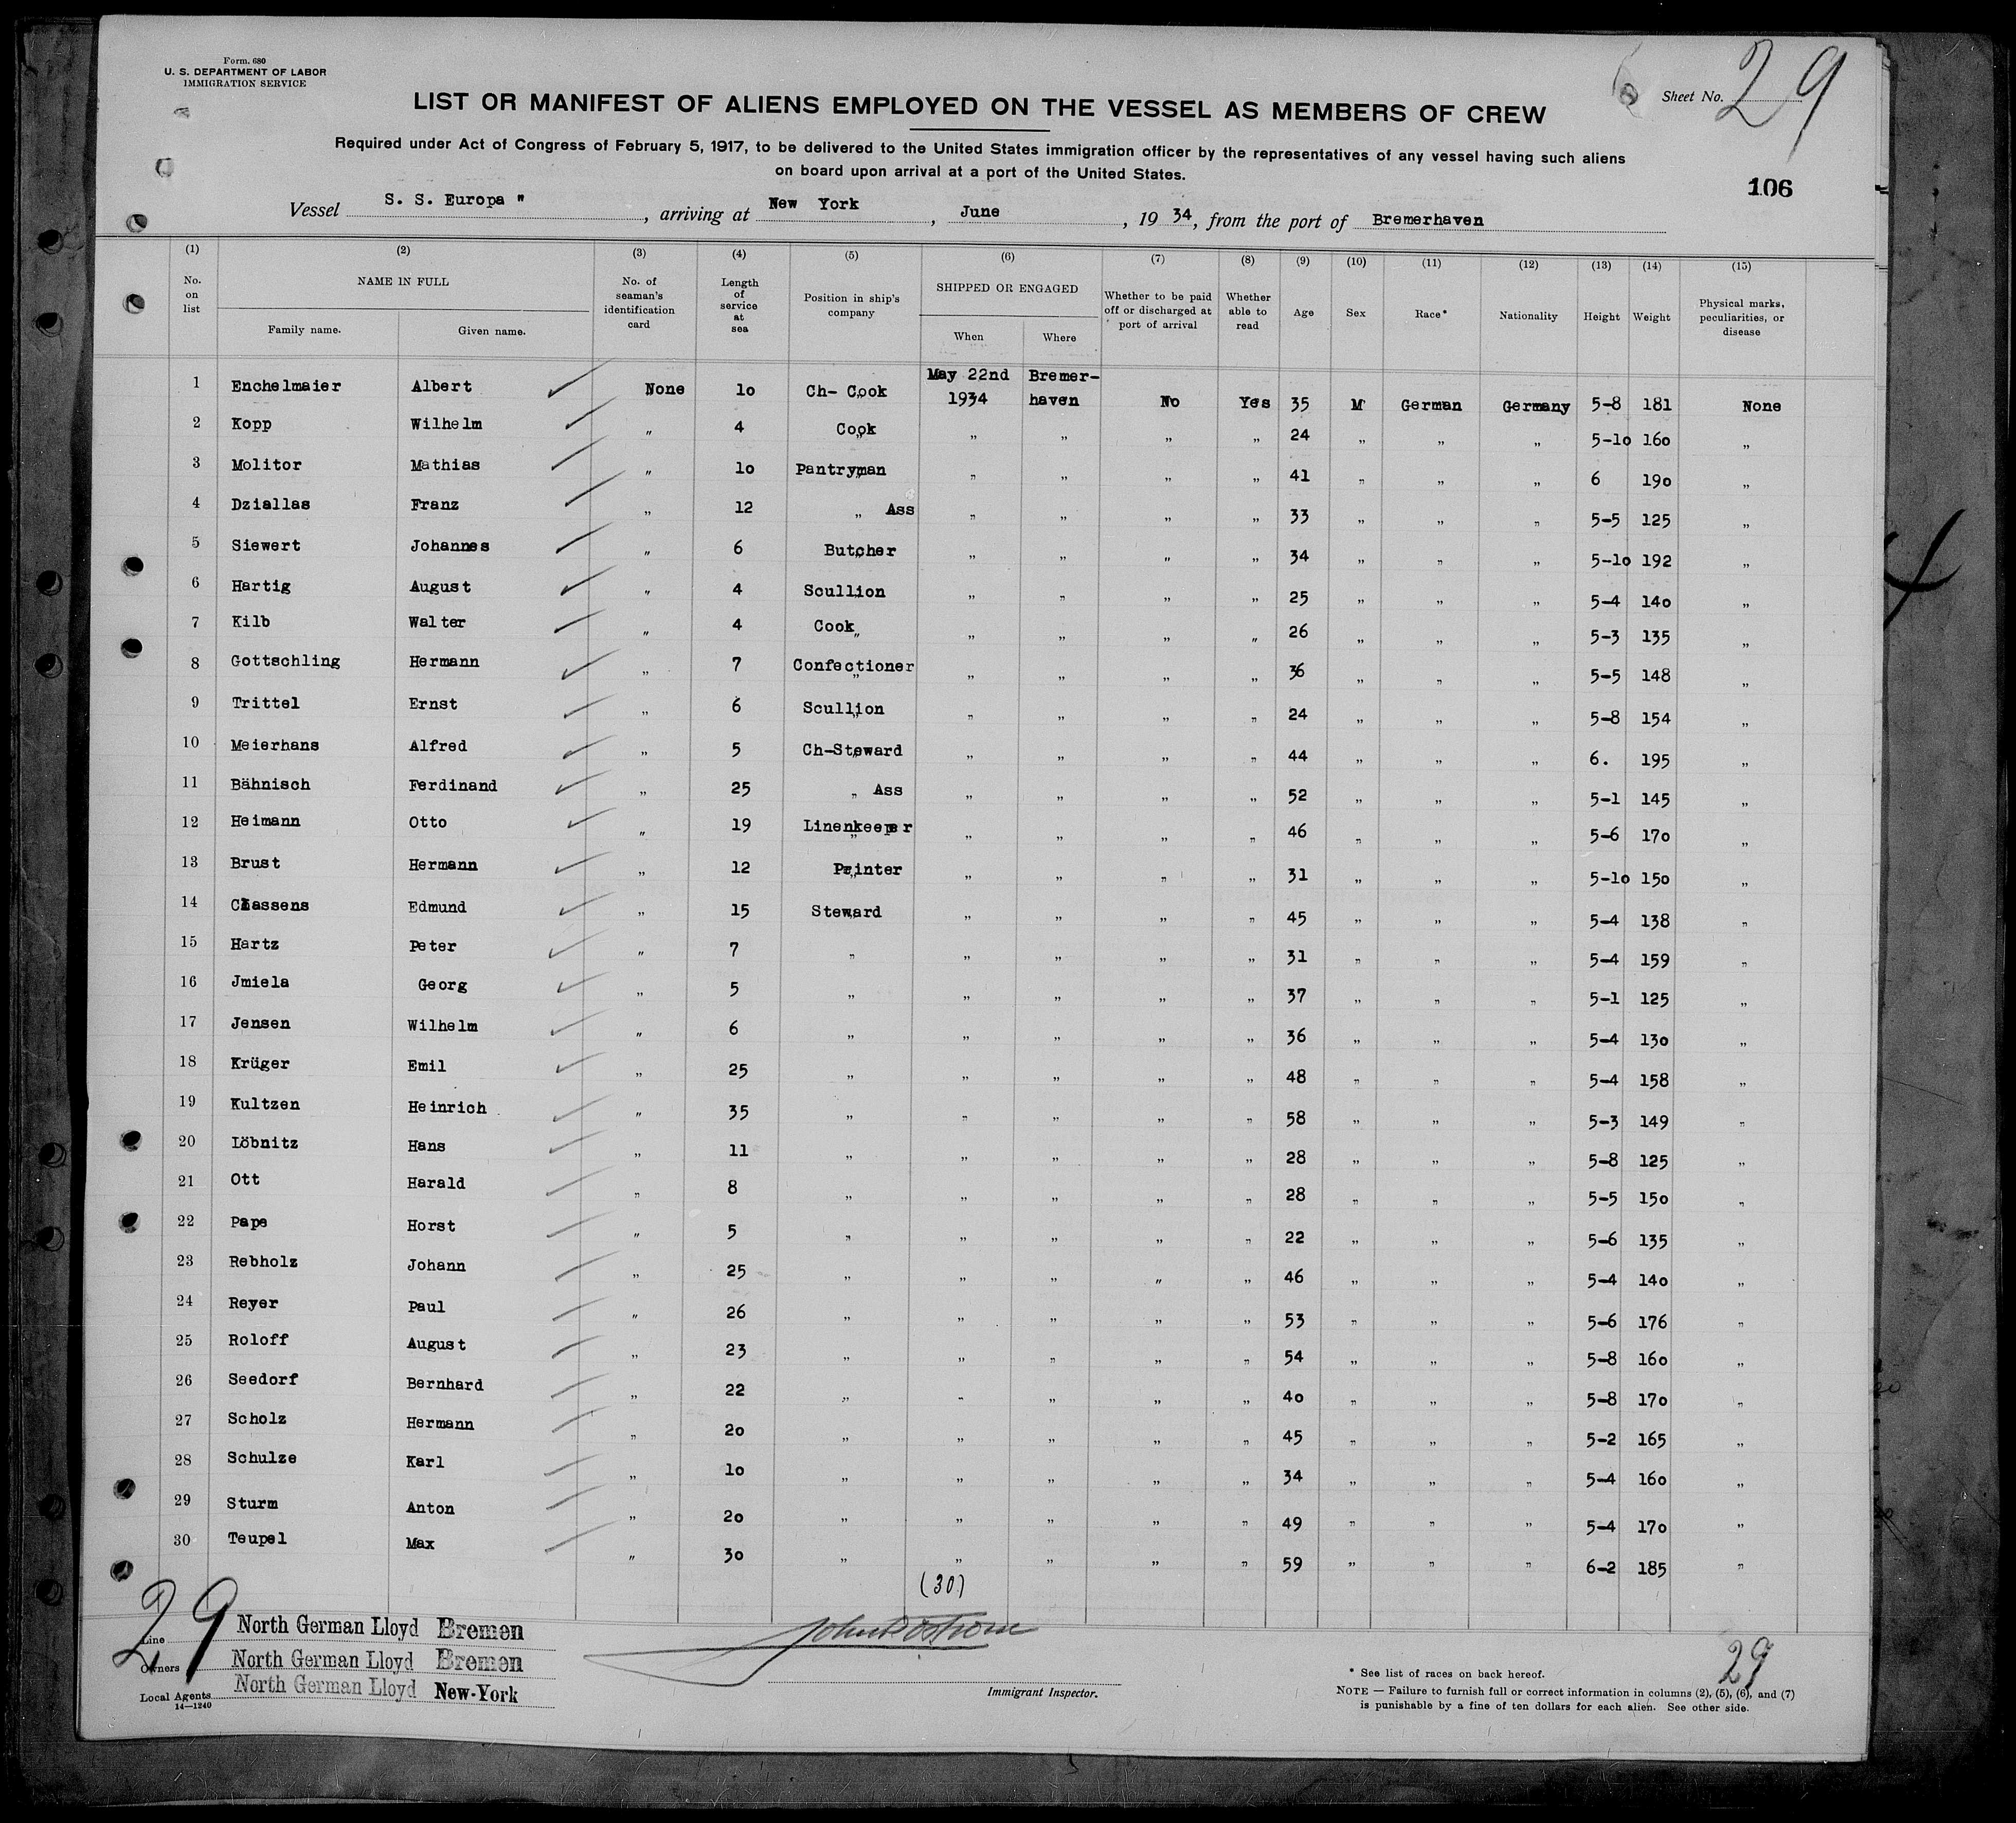 Form. 680
U. S. DEPARTMENT OF LABOR
IMMIGRATION SERVICE
Sheet No. 29
LIST OR MANIFEST OF ALIENS EMPLOYED ON THE VESSEL AS MEMBERS OF CREW
Required under Act of Congress of February 5, 1917, to be delivered to the United States immigration officer by the representatives of any vessel having such aliens
on board upon arrival at a port of the United States.
106
Vessel S. S. Europa " , arriving at New York , June , 19 34, from the port of Bremerhaven
(1) (2) (3) (4) (5) (6) (7) (8) (9) (10) (11) (12) (13) (14) (15)
No. on list NAME IN FULL Family name. Given name. No. of seaman's identification card Length of service at sea Position in ship's company SHIPPED OR ENGAGED When Where Whether to be paid off or discharged at port of arrival Whether able to read Age Sex Race* Nationality Height Weight Physical marks, peculiarities, or disease
1 Enchelmaier Albert None 10 Ch- Cook May 22nd 1934 Bremer-haven No Yes 35 M German Germany 5-8 181 None
2 Kopp Wilhelm " 4 Cook " " " " 24 " " " 5-10 160 "
3 Molitor Mathias " 10 Pantryman " " " " 41 " " " 6 190 "
4 Dziallas Franz " 12 " Ass " " " " 33 " " " 5-5 125 "
5 Siewert Johannes " 6 Butcher " " " " 34 " " " 5-10 192 "
6 Hartig August " 4 Scullion " " " " 25 " " " 5-4 140 "
7 Kilb Walter " 4 Cook " " " " 26 " " " 5-3 135 "
8 Gottschling Hermann " 7 Confectioner " " " " 36 " " " 5-5 148 "
9 Trittel Ernst " 6 Scullion " " " " 24 " " " 5-8 154 "
10 Meierhans Alfred " 5 Ch-Steward " " " " 44 " " " 6. 195 "
11 Bähnisch Ferdinand " 25 " Ass " " " " 52 " " " 5-1 145 "
12 Heimann Otto " 19 Linenkeeper " " " " 46 " " " 5-6 170 "
13 Brust Hermann " 12 Printer " " " " 31 " " " 5-10 150 "
14 Classens Edmund " 15 Steward " " " " 45 " " " 5-4 138 "
15 Hartz Peter " 7 " " " " " 31 " " " 5-4 159 "
16 Jmiela Georg " 5 " " " " " 37 " " " 5-1 125 "
17 Jensen Wilhelm " 6 " " " " " 36 " " " 5-4 130 "
18 Krüger Emil " 25 " " " " " 48 " " " 5-4 158 "
19 Kultzen Heinrich " 35 " " " " " 58 " " " 5-3 149 "
20 Löbnitz Hans " 11 " " " " " 28 " " " 5-8 125 "
21 Ott Harald " 8 " " " " " 28 " " " 5-5 150 "
22 Pape Horst " 5 " " " " " 22 " " " 5-6 135 "
23 Rebholz Johann " 25 " " " " " 46 " " " 5-4 140 "
24 Reyer Paul " 26 " " " " " 53 " " " 5-6 176 "
25 Roloff August " 23 " " " " " 54 " " " 5-8 160 "
26 Seedorf Bernhard " 22 " " " " " 40 " " " 5-8 170 "
27 Scholz Hermann " 20 " " " " " 45 " " " 5-2 165 "
28 Schulze Karl " 10 " " " " " 34 " " " 5-4 160 "
29 Sturm Anton " 20 " " " " " 49 " " " 5-4 170 "
30 Teupel Max " 30 " " " " " 59 " " " 6-2 185 "
(30)
29
Line North German Lloyd Bremen
Owners North German Lloyd Bremen
Local Agents North German Lloyd New-York
14—1240
Immigrant Inspector.
29
* See list of races on back hereof.
NOTE — Failure to furnish full or correct information in columns (2), (5), (6), and (7)
is punishable by a fine of ten dollars for each alien. See other side.